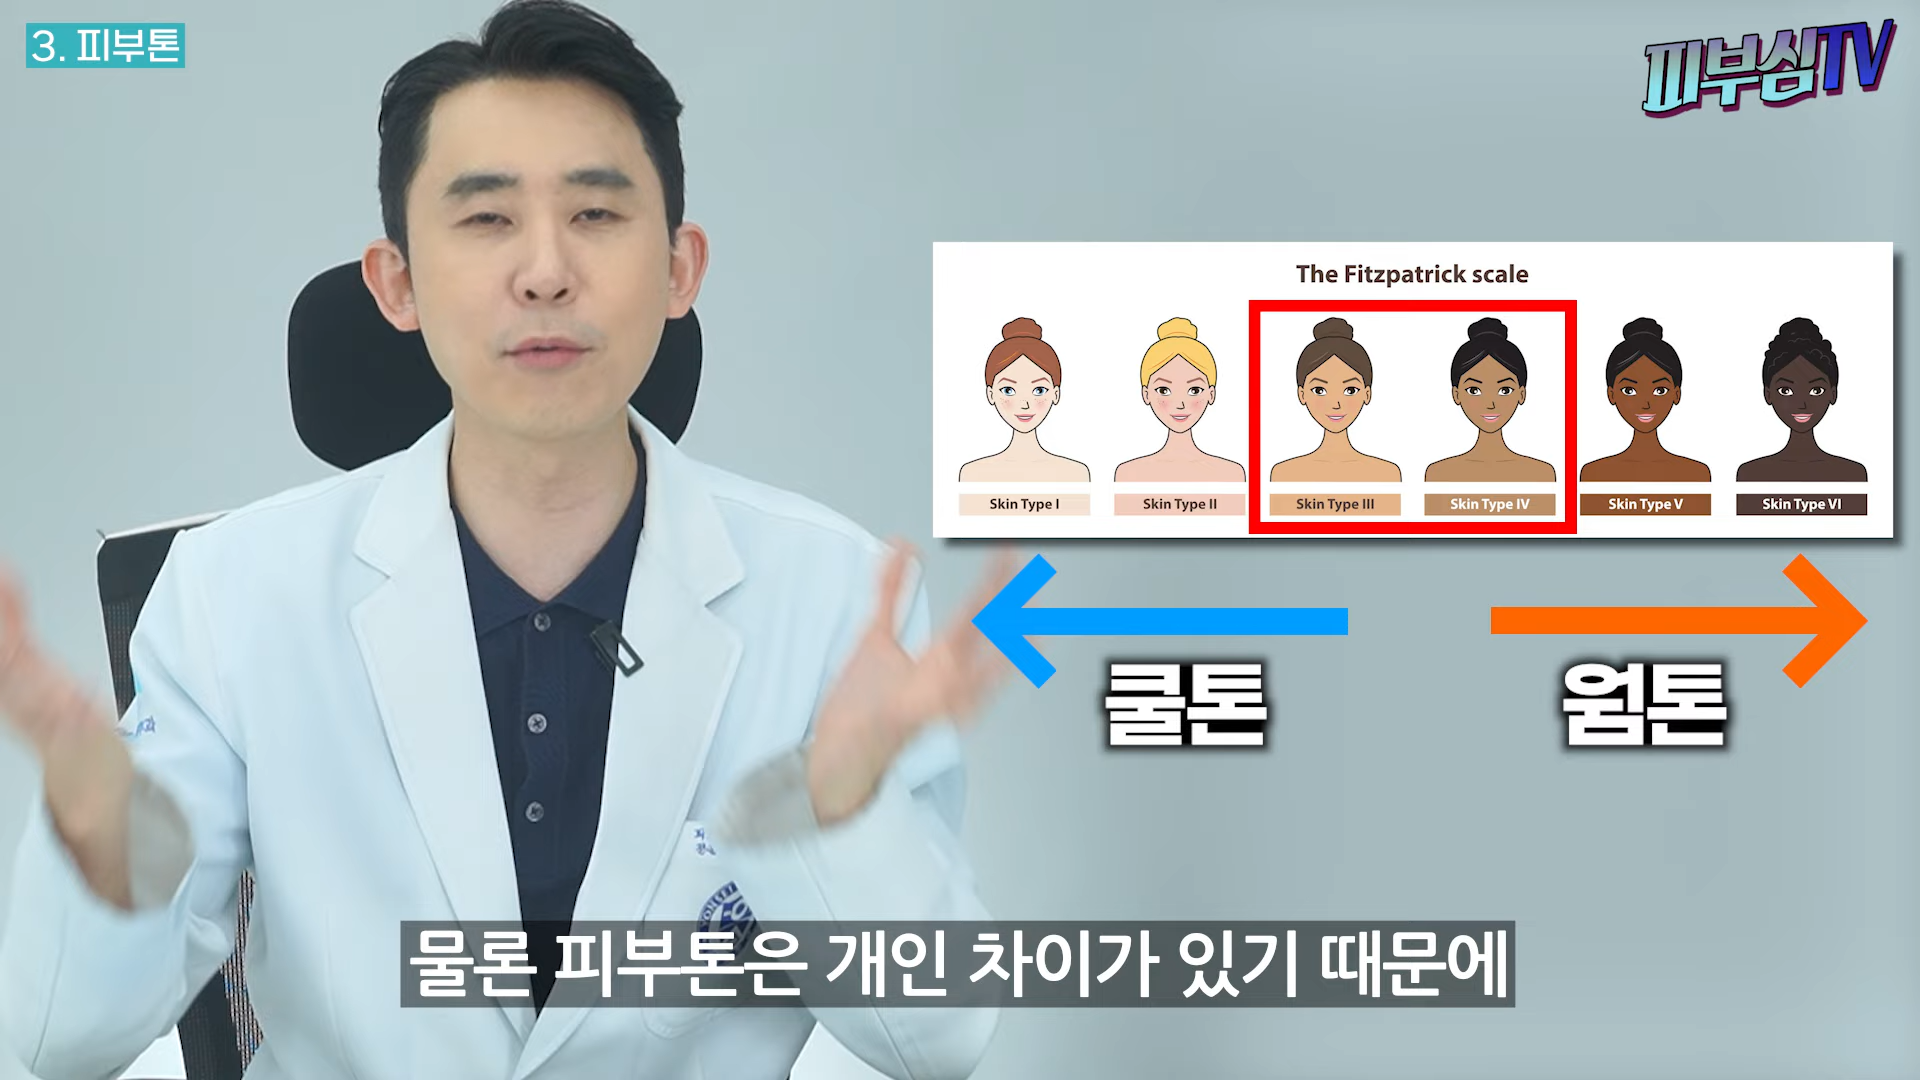 3. 피부톤
피부심TV
The Fitzpatrick scale
Skin Type I
Skin Type II
Skin Type III
Skin Type IV
Skin Type V
Skin Type VI
쿨톤
웜톤
물론 피부톤은 개인 차이가 있기 때문에